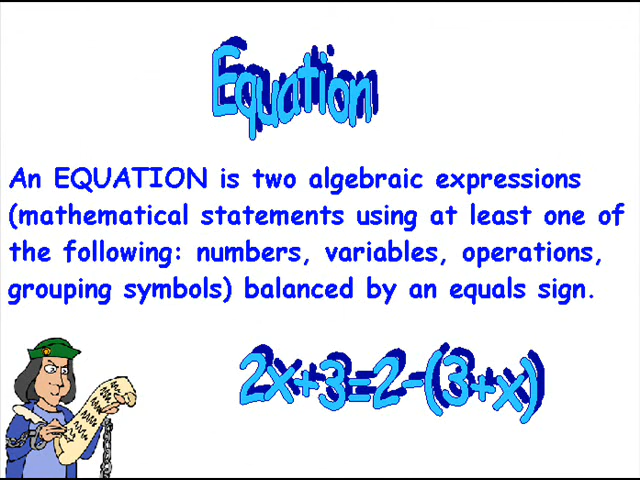 Equation
An EQUATION is two algebraic expressions
(mathematical statements using at least one of
the following: numbers, variables, operations,
grouping symbols) balanced by an equals sign.
2x+3=2-(3+x)